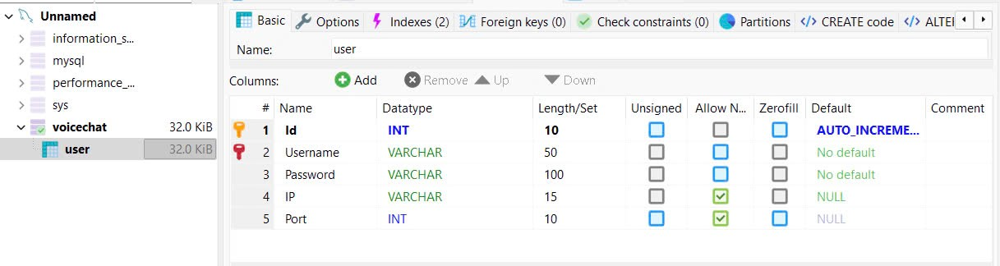 Unnamed
information_s...
mysql
performance_...
sys
voicechat 32.0 KiB
user 32.0 KiB
Basic Options Indexes (2) Foreign keys (0) Check constraints (0) Partitions CREATE code ALTE
Name: user
Columns: Add Remove Up Down
# Name Datatype Length/Set Unsigned Allow N... Zerofill Default Comment
1 Id INT 10 AUTO_INCREME...
2 Username VARCHAR 50 No default
3 Password VARCHAR 100 No default
4 IP VARCHAR 15 NULL
5 Port INT 10 NULL